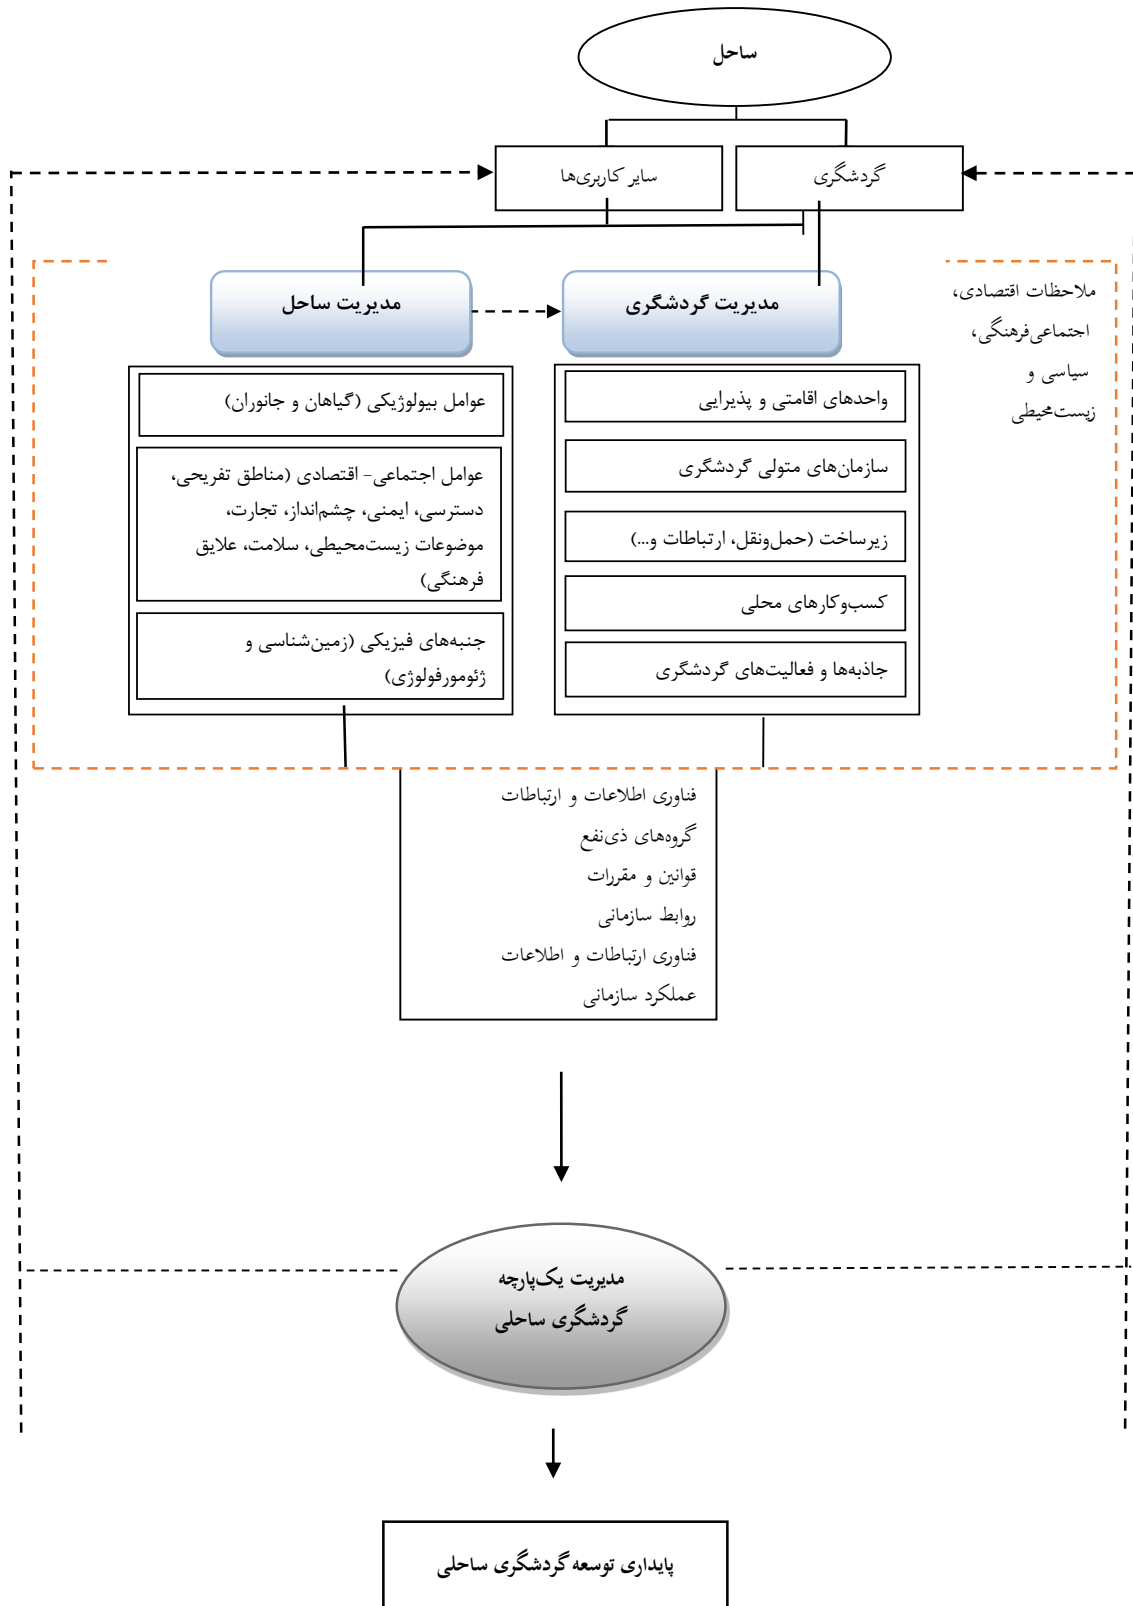 ساحل
گردشگری
سایر کاربری‌ها
ملاحظات اقتصادی،
اجتماعی‌فرهنگی،
سیاسی و
زیست‌محیطی
مدیریت گردشگری
مدیریت ساحل
واحدهای اقامتی و پذیرایی
سازمان‌های متولی گردشگری
زیرساخت (حمل‌ونقل، ارتباطات و...)
کسب‌وکارهای محلی
جاذبه‌ها و فعالیت‌های گردشگری
عوامل بیولوژیکی (گیاهان و جانوران)
عوامل اجتماعی- اقتصادی (مناطق تفریحی،
دسترسی، ایمنی، چشم‌انداز، تجارت،
موضوعات زیست‌محیطی، سلامت، علایق
فرهنگی)
جنبه‌های فیزیکی (زمین‌شناسی و
ژئومورفولوژی)
فناوری اطلاعات و ارتباطات
گروه‌های ذی‌نفع
قوانین و مقررات
روابط سازمانی
فناوری ارتباطات و اطلاعات
عملکرد سازمانی
مدیریت یک‌پارچه
گردشگری ساحلی
پایداری توسعه گردشگری ساحلی